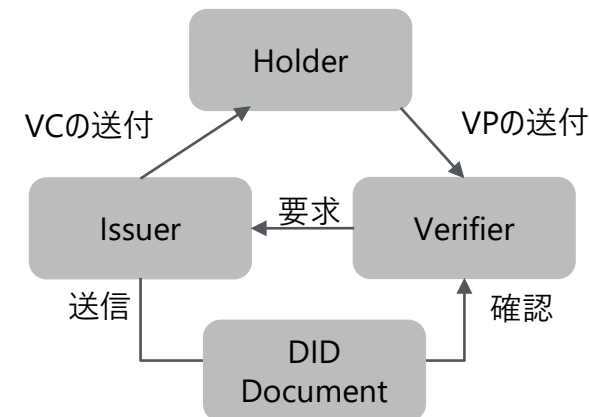 Holder
VCの送付
VPの送付
Issuer
要求
Verifier
送信
確認
DID
Document